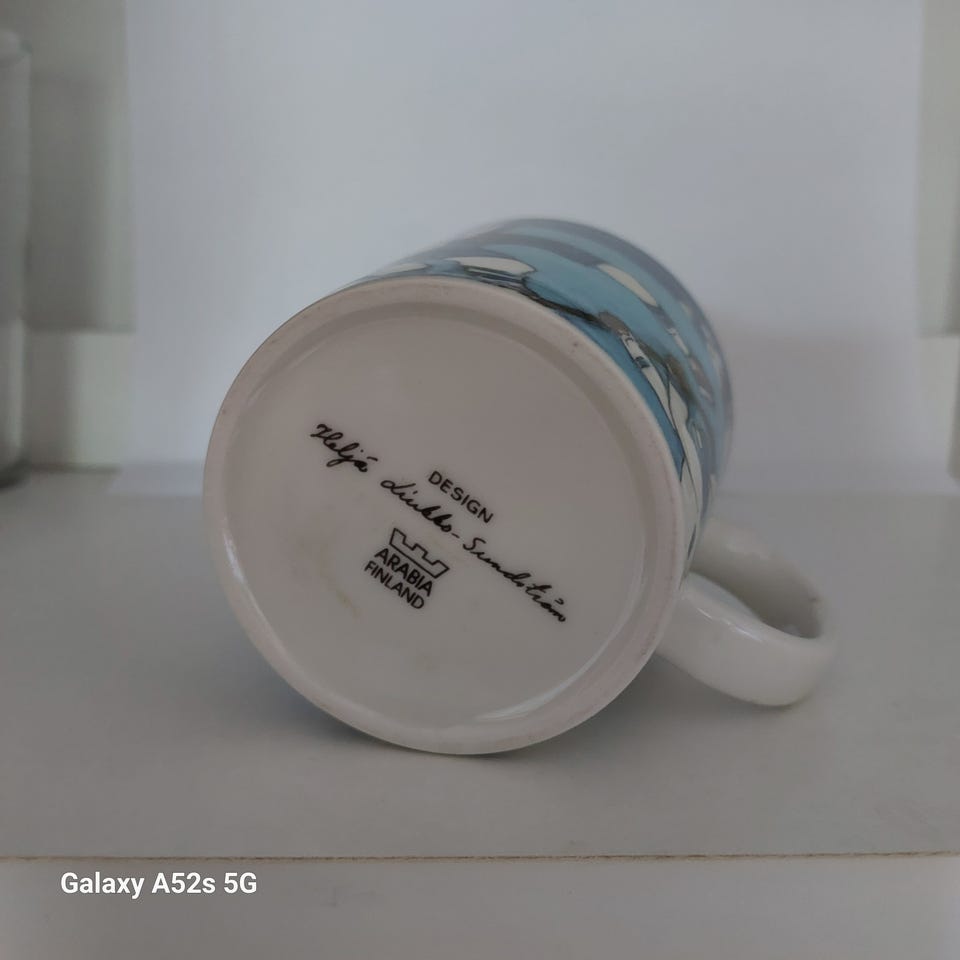 DESIGN
Heljä Liukko-Sundström
ARABIA
FINLAND
Galaxy A52s 5G